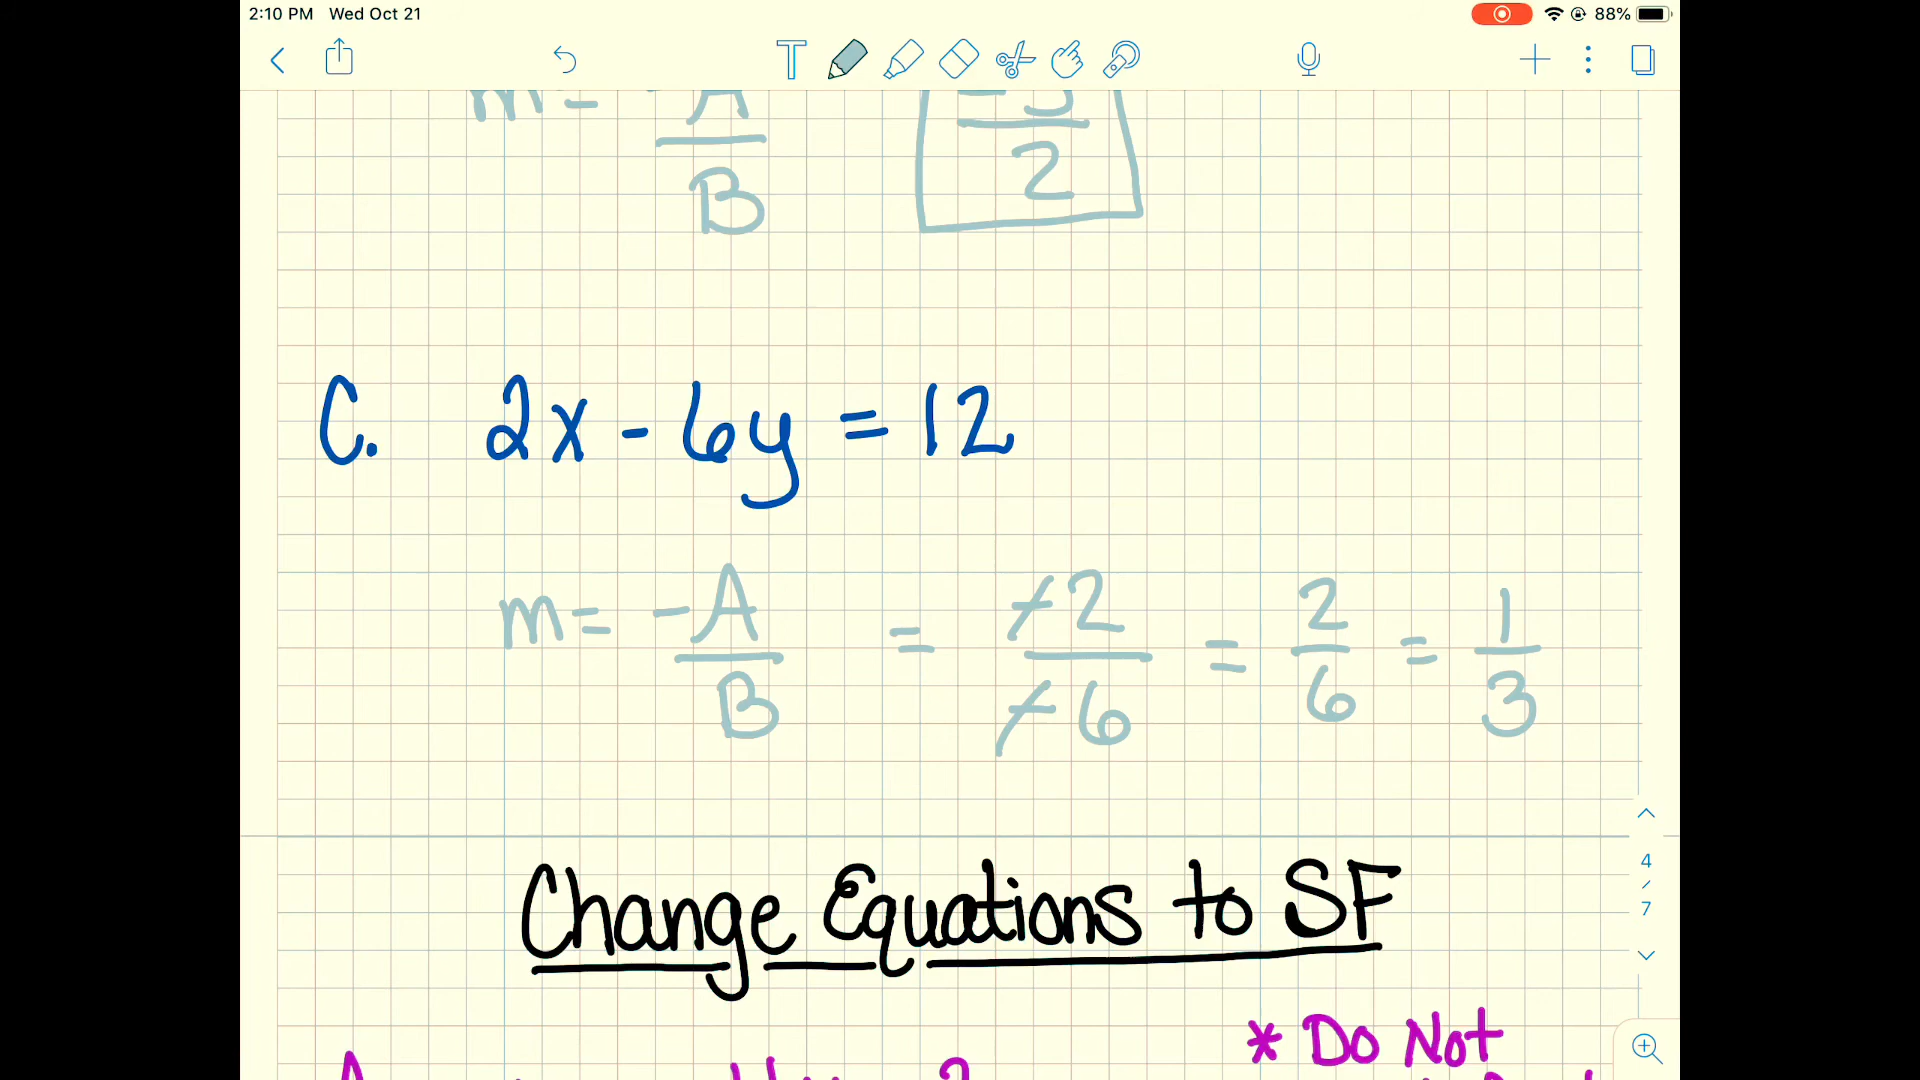 2:10 PM Wed Oct 21
88%
T
m = -A/B
-3/2
C. 2x - 6y = 12
m = -A/B = -2/-6 = 2/6 = 1/3
Change Equations to SF
4/7
* Do Not